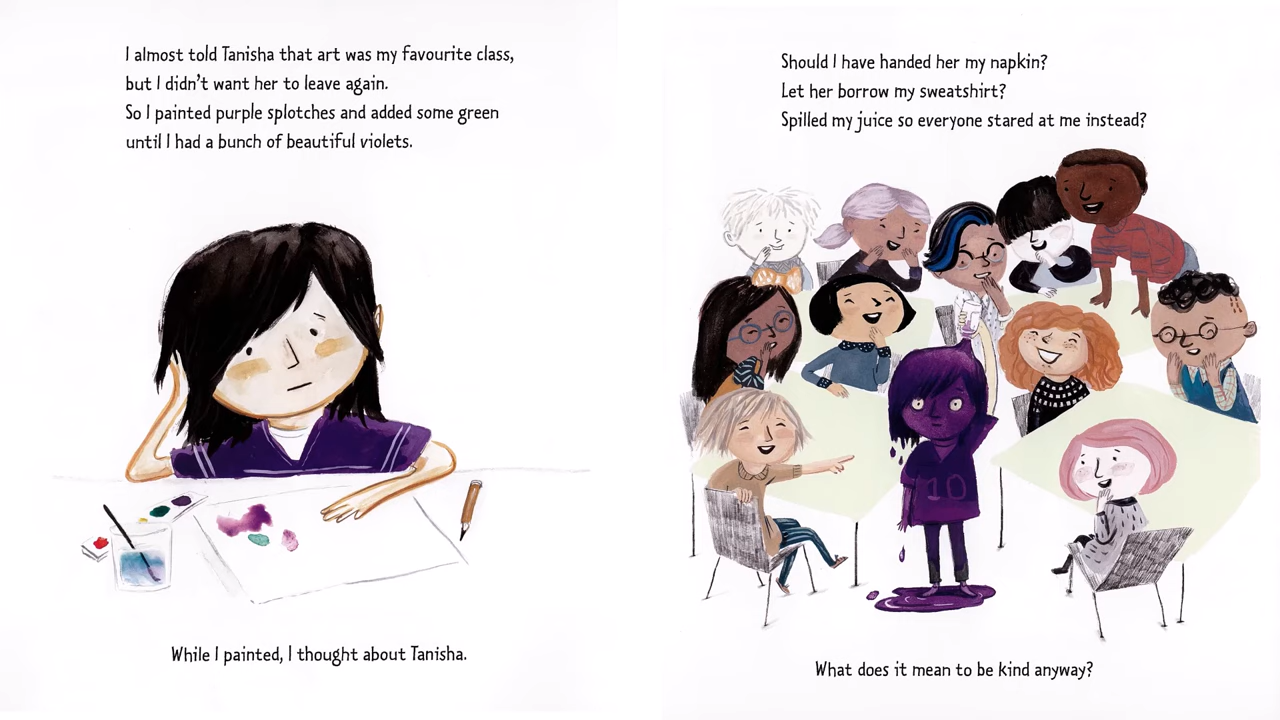 I almost told Tanisha that art was my favourite class,
but I didn't want her to leave again.
So I painted purple splotches and added some green
until I had a bunch of beautiful violets.
While I painted, I thought about Tanisha.
Should I have handed her my napkin?
Let her borrow my sweatshirt?
Spilled my juice so everyone stared at me instead?
10
What does it mean to be kind anyway?